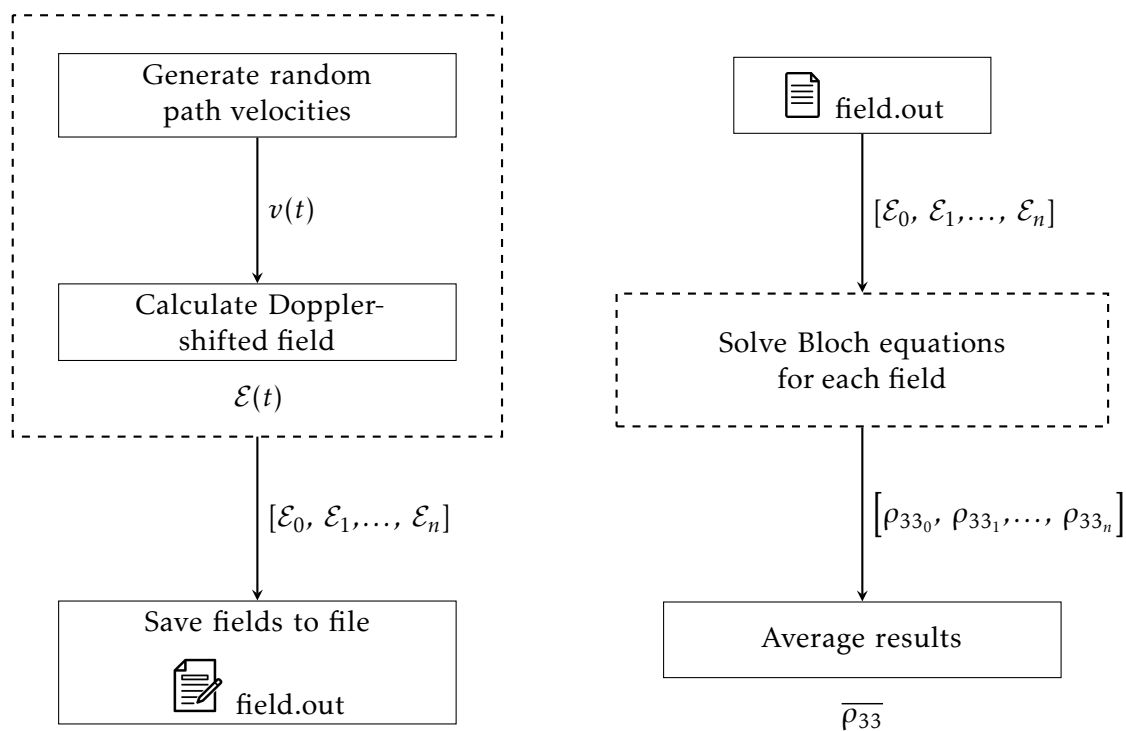 Generate random
path velocities
v(t)
Calculate Doppler-
shifted field
ℰ(t)
[ℰ₀, ℰ₁,..., ℰₙ]
Save fields to file
field.out
field.out
[ℰ₀, ℰ₁,..., ℰₙ]
Solve Bloch equations
for each field
[ρ₃₃₀, ρ₃₃₁,..., ρ₃₃ₙ]
Average results
ρ₃₃